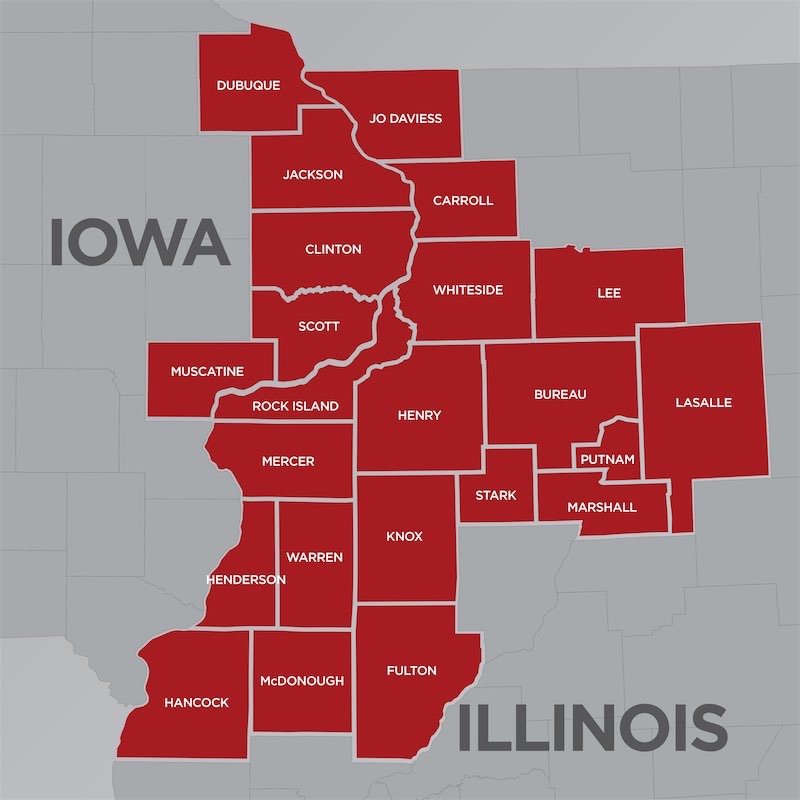 DUBUQUE
JO DAVIESS
JACKSON
CARROLL
IOWA
CLINTON
WHITESIDE
LEE
SCOTT
MUSCATINE
ROCK ISLAND
HENRY
BUREAU
LASALLE
MERCER
PUTNAM
STARK
MARSHALL
KNOX
WARREN
HENDERSON
FULTON
McDONOUGH
HANCOCK
ILLINOIS